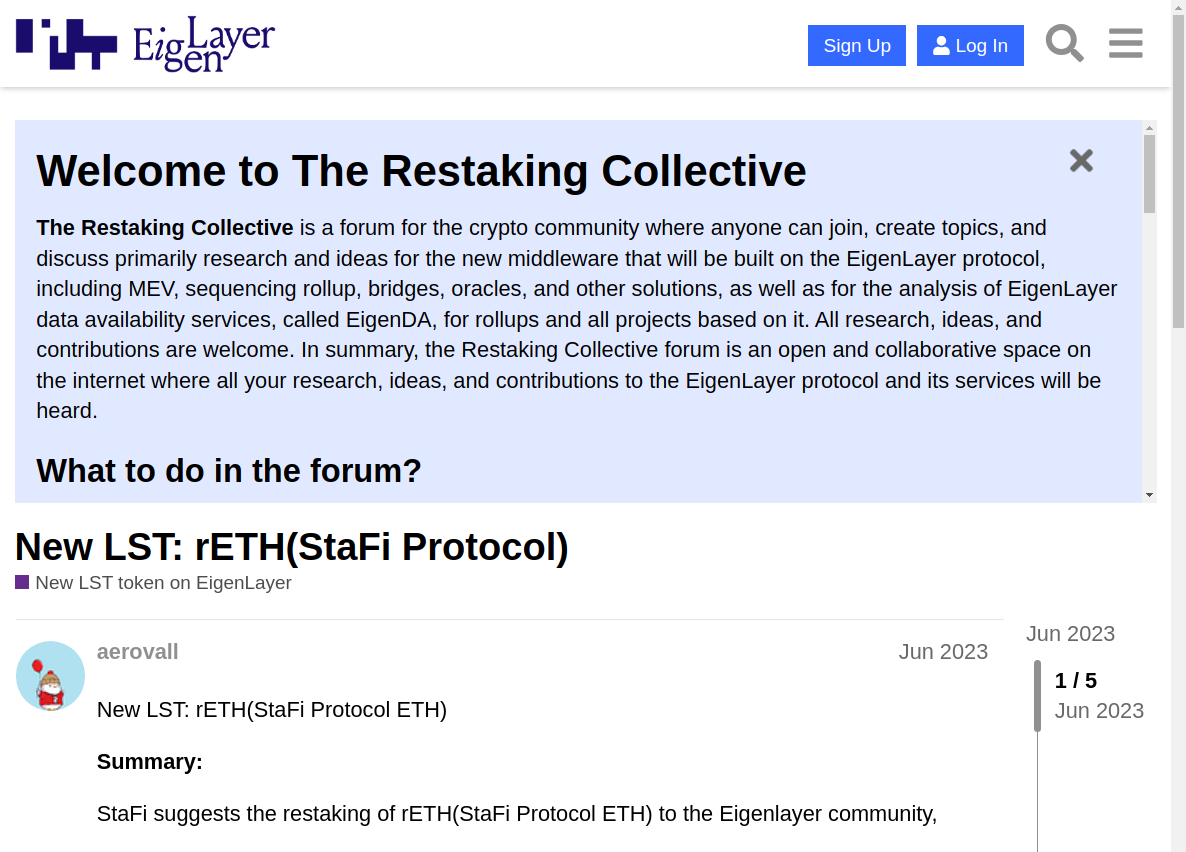 EigenLayer
Sign Up
Log In
Welcome to The Restaking Collective
The Restaking Collective is a forum for the crypto community where anyone can join, create topics, and
discuss primarily research and ideas for the new middleware that will be built on the EigenLayer protocol,
including MEV, sequencing rollup, bridges, oracles, and other solutions, as well as for the analysis of EigenLayer
data availability services, called EigenDA, for rollups and all projects based on it. All research, ideas, and
contributions are welcome. In summary, the Restaking Collective forum is an open and collaborative space on
the internet where all your research, ideas, and contributions to the EigenLayer protocol and its services will be
heard.
What to do in the forum?
New LST: rETH(StaFi Protocol)
New LST token on EigenLayer
aerovall
Jun 2023
New LST: rETH(StaFi Protocol ETH)
Summary:
StaFi suggests the restaking of rETH(StaFi Protocol ETH) to the Eigenlayer community,
Jun 2023
1 / 5
Jun 2023